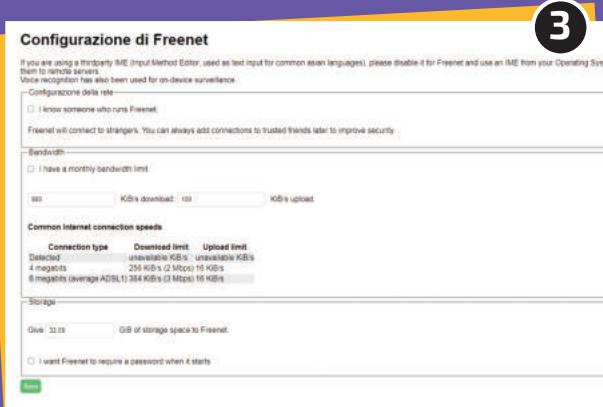 3
Configurazione di Freenet
If you are using a thirdparty IME (Input Method Editor, used as text input for common asian languages), please disable it for Freenet and use an IME from your Operating Sys
them to remote servers.
Voice recognition has also been used for on-device surveillance.
Configurazione della rete
I know someone who runs Freenet.
Freenet will connect to strangers. You can always add connections to trusted friends later to improve security
Bandwidth
I have a monthly bandwidth limit
KiB/s download KiB/s upload
Common Internet connection speeds
Connection type Download limit Upload limit
Detected unavailable KiB/s unavailable KiB/s
4 megabits 256 KiB/s (2 Mbps) 16 KiB/s
6 megabits (average ADSL1) 384 KiB/s (3 Mbps) 16 KiB/s
Storage
Give GiB of storage space to Freenet.
I want Freenet to require a password when it starts
Save